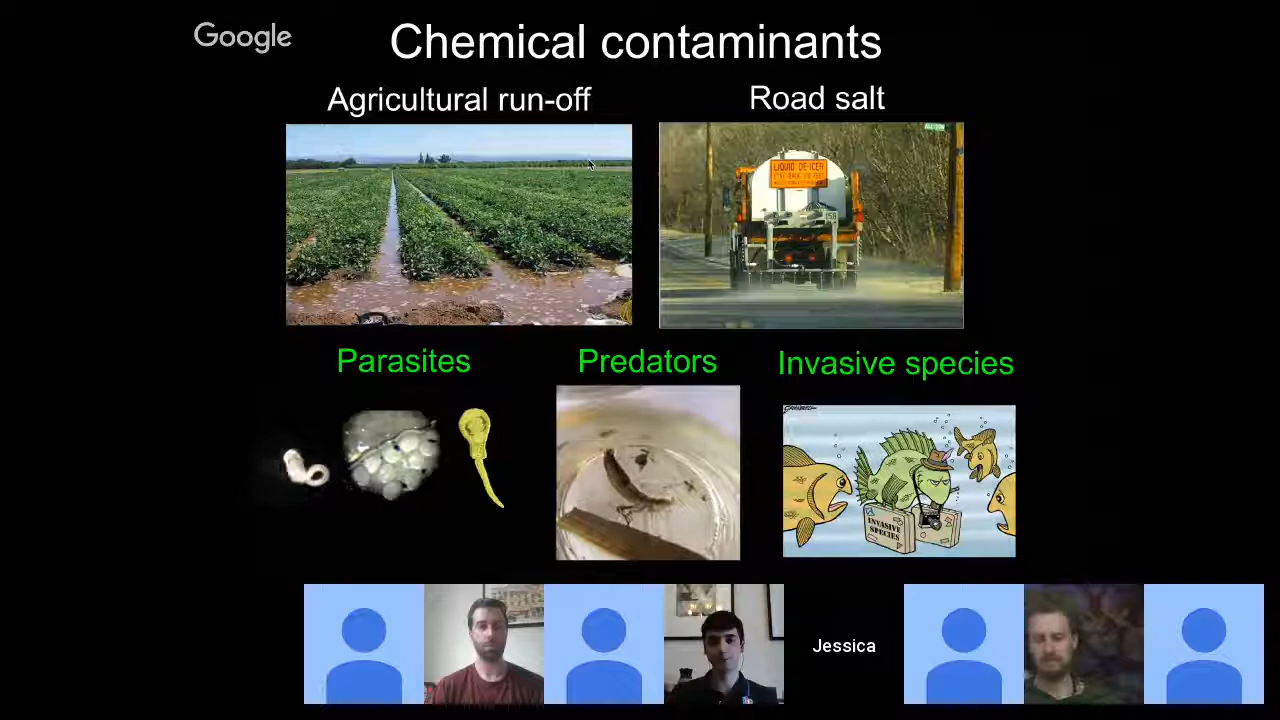 Google
Chemical contaminants
Agricultural run-off
Road salt
LIQUID DE-ICER
Parasites
Predators
Invasive species
INVASIVE
SPECIES
Jessica